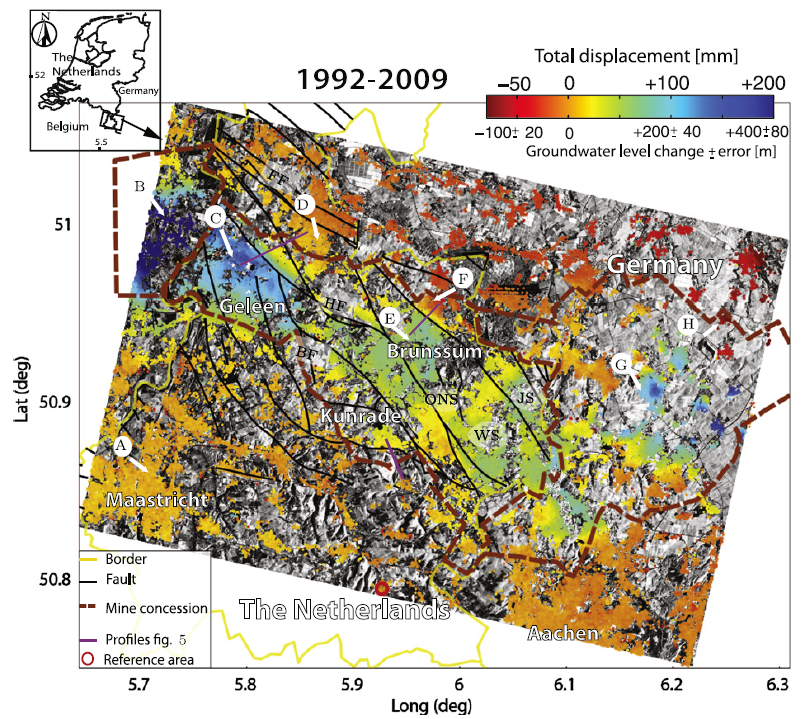 N
The
Netherlands
52
Germany
Belgium
5.5
1992-2009
Total displacement [mm]
−50 0 +100 +200
-100± 20 0 +200± 40 +400±80
Groundwater level change ± error [m]
B
C
D
FF
51
Germany
F
Geleen
HF
E
H
Brunssum
BF
G
Lat (deg)
50.9
Kunrade
ONS
JS
WS
A
Maastricht
Border
Fault
50.8
Mine concession
The Netherlands
Aachen
Profiles fig. 5
Reference area
5.7 5.8 5.9 6 6.1 6.2 6.3
Long (deg)